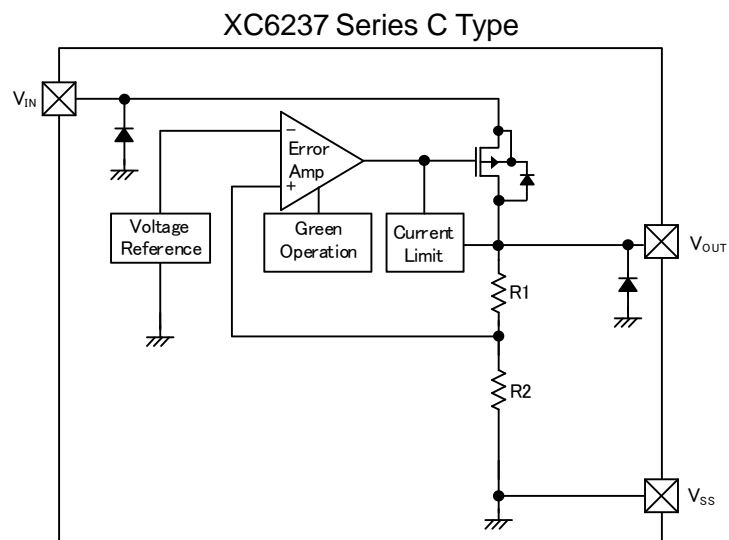 XC6237 Series C Type
VIN
−
Error
Amp
+
Voltage
Reference
Green
Operation
Current
Limit
VOUT
R1
R2
VSS